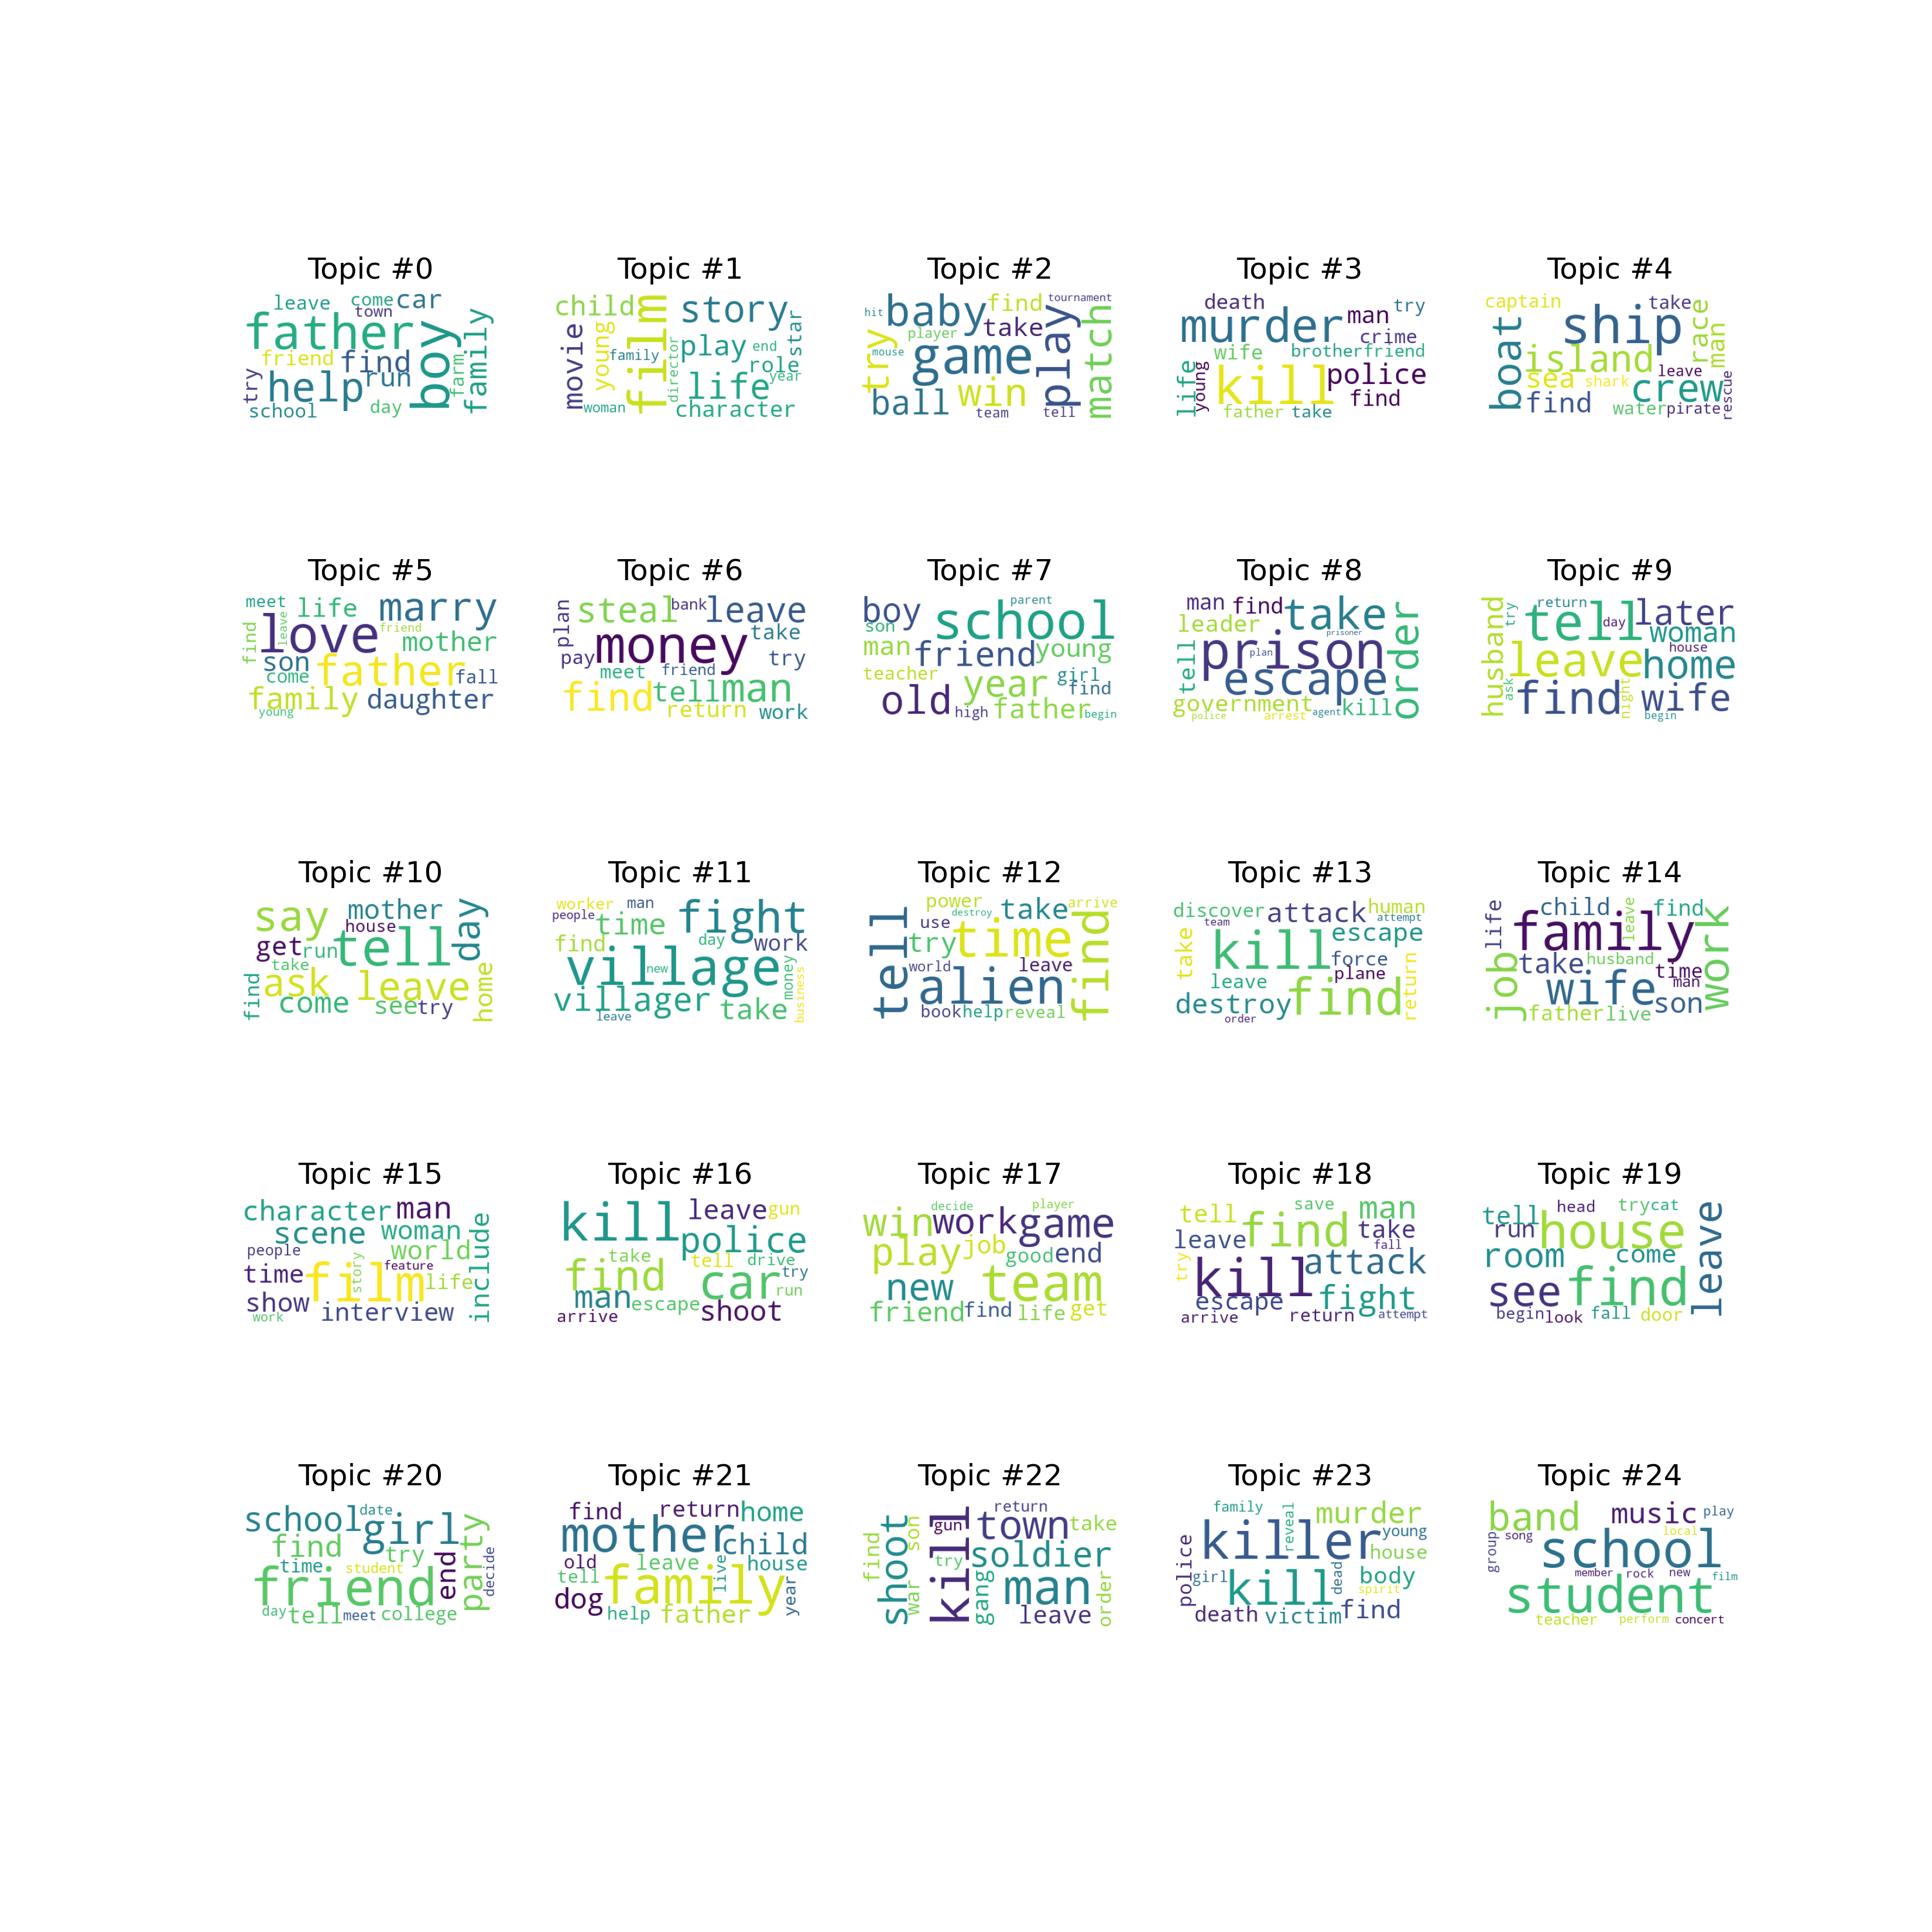 Topic #0
leave come car
town
father
boy
family
friend find
farm
try
help run
school day
Topic #1
child
film
story
movie
young
star
family
director
play end
role
life year
woman character
Topic #2
hit
baby find tournament
take
play
match
try
player
mouse
game
win
ball team tell
Topic #3
death man try
murder crime
wife brother friend
life
young
kill police
find
father take
Topic #4
captain take
boat
ship
race
man
island
sea shark leave
crew
rescue
find water pirate
Topic #5
meet life marry
find
leave
love friend
mother
son father
come fall
family daughter
young
Topic #6
plan
steal bank leave
money take
pay try
meet friend
find tell man
return work
Topic #7
boy parent
school
son
man friend young
teacher year girl
find
old high father begin
Topic #8
man find take
leader prisoner
order
prison
plan
tell
escape
government
police arrest agent kill
Topic #9
husband
try
return
tell day later
woman
leave house
home
ask
find
night
wife
begin
Topic #10
say mother
day
house
get run tell
take
find
ask leave
home
come see try
Topic #11
worker man
people time fight
find day work
village
new
money
business
villager take
leave
Topic #12
tell
power take arrive
use destroy
find
try time
world leave
alien
book help reveal
Topic #13
discover attack human
team attempt
take
kill escape
force
return
leave plane
destroy find
order
Topic #14
life
child
leave
find
family
work
job
take husband
time
wife man
son
father live
Topic #15
character man
scene woman
include
people world
time film
story
feature
life
show interview
work
Topic #16
kill leave gun
police
take tell drive
find car try
man run
escape shoot
arrive
Topic #17
decide player
win work game
play job good end
new team
friend find life get
Topic #18
tell save man
find take
leave fall
try
kill attack
escape fight
arrive return attempt
Topic #19
head try cat
tell
run house
leave
room come
see find
begin look fall door
Topic #20
school date
girl
party
find try
time student
end
decide
friend
day tell meet college
Topic #21
find return home
mother child
old leave
live
house
tell family
year
dog help father
Topic #22
find
shoot
son
war
kill
gun
return
town take
try soldier
gang
man
order
leave
Topic #23
family
reveal
murder
police
killer young
house
girl kill
dead
body
spirit
death victim find
Topic #24
band music play
local
group
song school
member rock new film
student
teacher perform concert